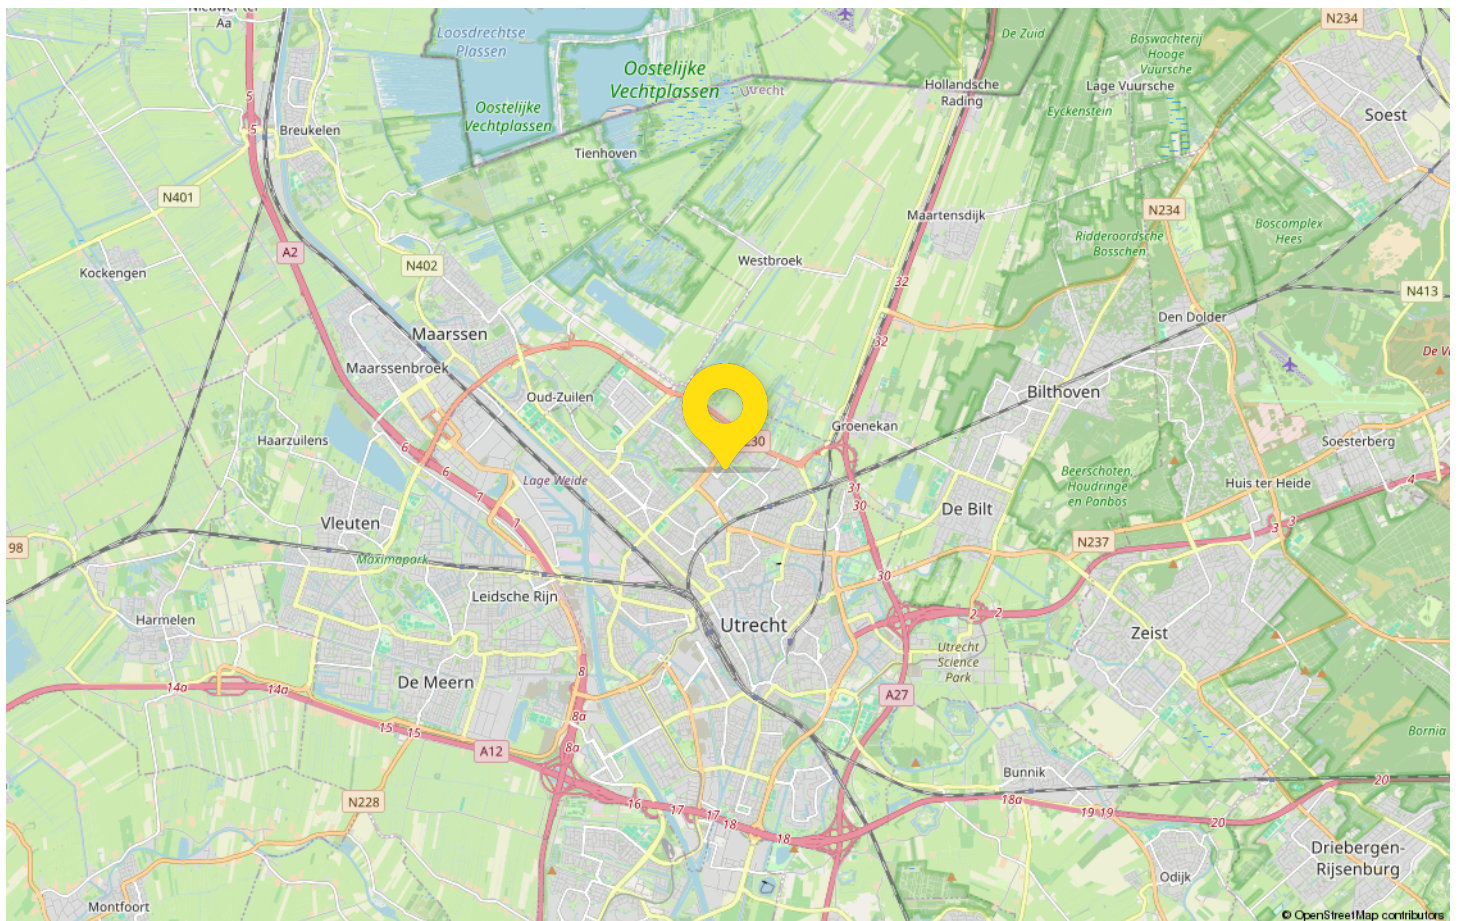 Nieuwer ter
Aa
Loosdrechtse
Plassen
Oostelijke
Vechtplassen
Oostelijke
Vechtplassen
Utrecht
De Zuid
Boswachterij
Hooge
Vuursche
N234
Hollandsche
Rading
Lage Vuursche
Eyckenstein
Soest
5
5
Breukelen
Tienhoven
N401
Maartensdijk
N234
Ridderoordsche
Bosschen
Boscomplex
Hees
A2
N402
Kockengen
Westbroek
32
N413
Den Dolder
Maarssen
32
Maarssenbroek
Oud-Zuilen
Bilthoven
Groenekan
Haarzuilens
6
6
30
Soesterberg
Lage Weide
7
7
31
30
Beerschoten,
Houdringe
en Panbos
Huis ter Heide
4
Vleuten
De Bilt
3
3
98
Maximapark
N237
30
Leidsche Rijn
Harmelen
Utrecht
2
2
Zeist
Utrecht
Science
Park
8
14a
14a
De Meern
A27
15
15
8a
8a
A12
Bornia
N228
16
17
17
18
18
Bunnik
18a
19
19
20
20
Driebergen-
Rijsenburg
Odijk
Montfoort
© OpenStreetMap contributors